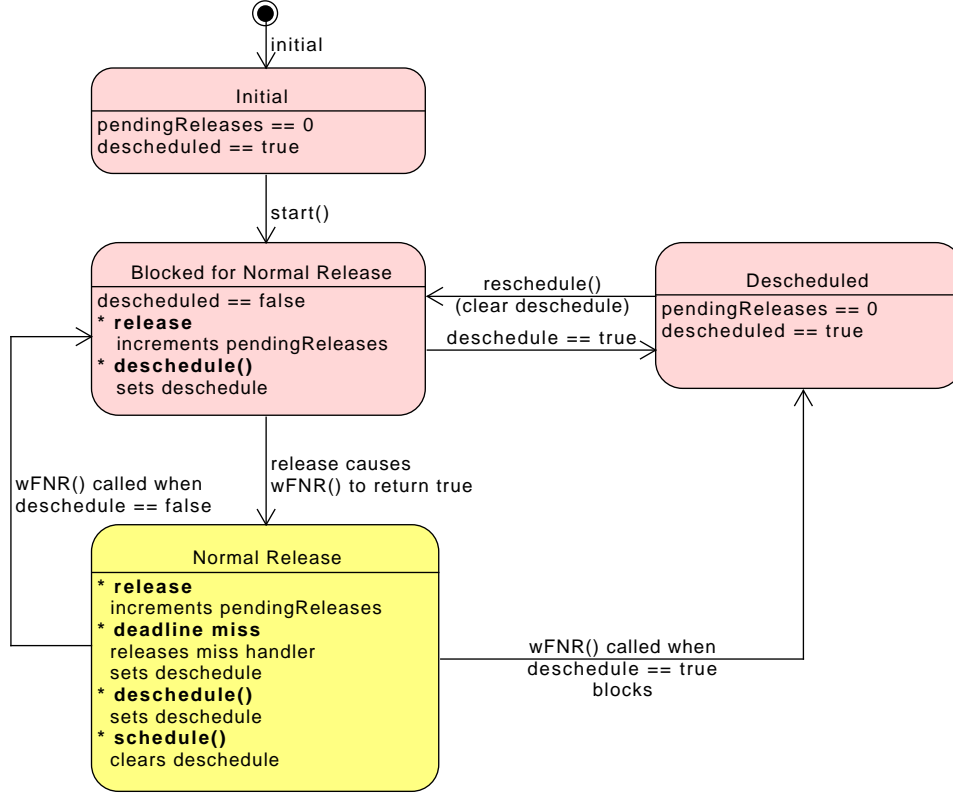 initial
Initial
pendingReleases == 0
descheduled == true
start()
Blocked for Normal Release
descheduled == false
* release
increments pendingReleases
* deschedule()
sets deschedule
reschedule()
(clear deschedule)
deschedule == true
Descheduled
pendingReleases == 0
descheduled == true
wFNR() called when
deschedule == false
release causes
wFNR() to return true
Normal Release
* release
increments pendingReleases
* deadline miss
releases miss handler
sets deschedule
* deschedule()
sets deschedule
* schedule()
clears deschedule
wFNR() called when
deschedule == true
blocks